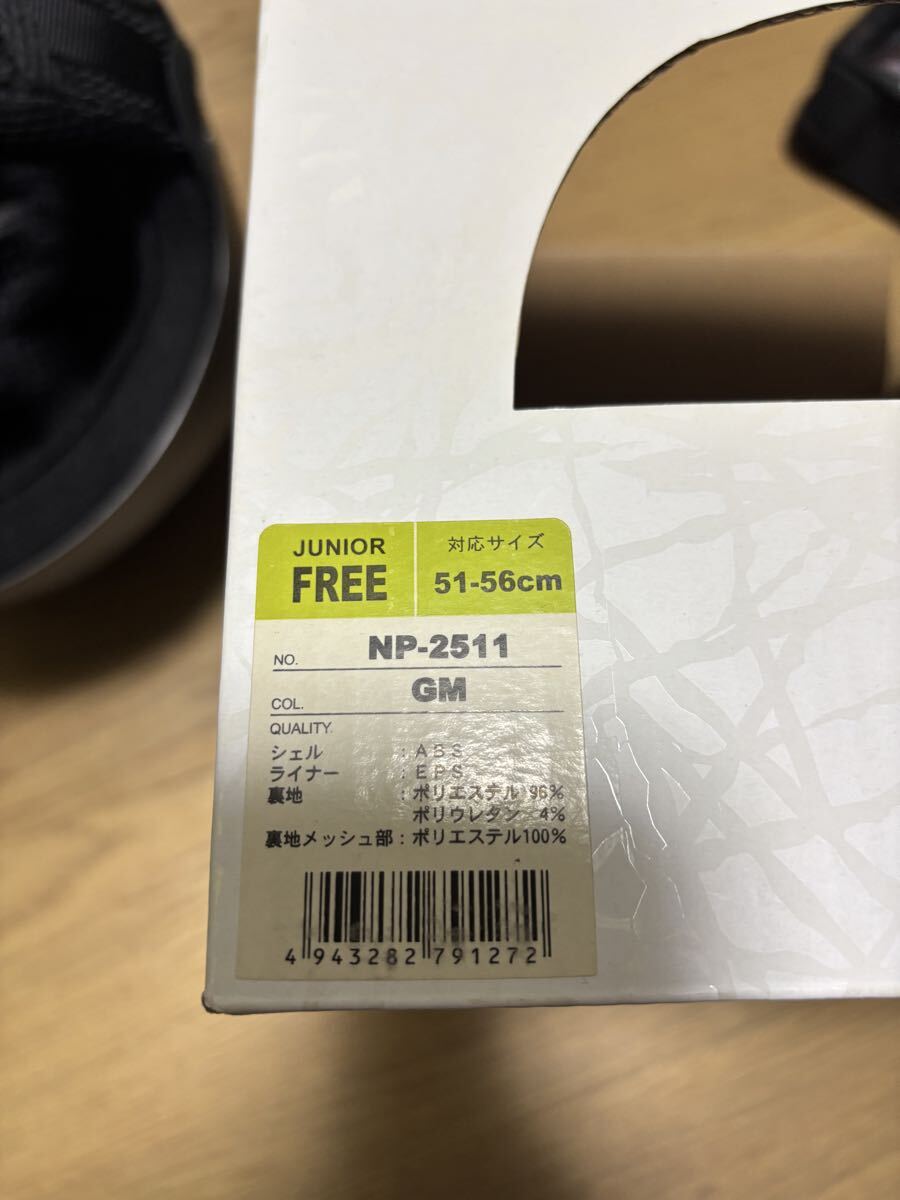 JUNIOR
FREE
対応サイズ
51-56cm
NO. NP-2511
COL. GM
QUALITY.
シェル :ABS
ライナー :EPS
裏地 :ポリエステル 96%
ポリウレタン 4%
裏地メッシュ部:ポリエステル100%
4 943282 791272